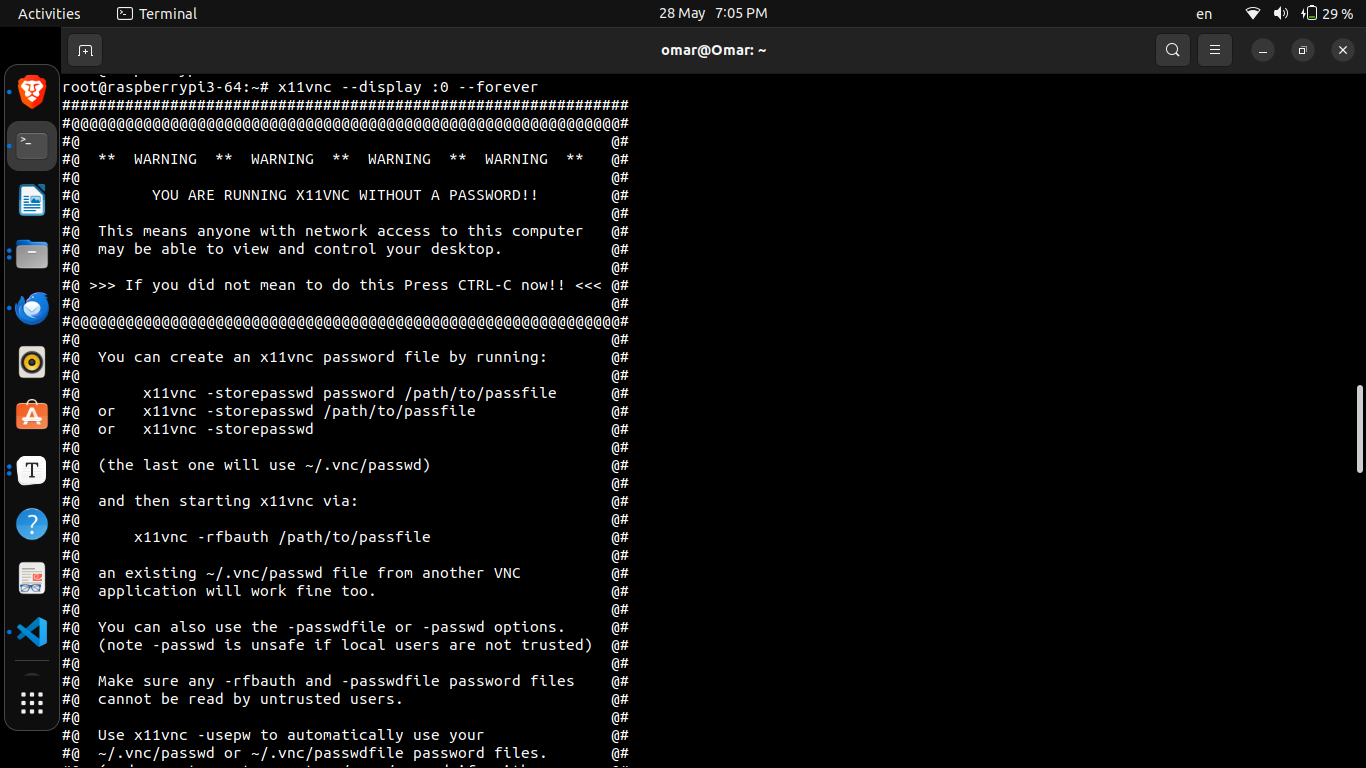 Activities Terminal 28 May 7:05 PM en 29 %
omar@Omar: ~
root@raspberrypi3-64:~# x11vnc --display :0 --forever
###############################################################
#@@@@@@@@@@@@@@@@@@@@@@@@@@@@@@@@@@@@@@@@@@@@@@@@@@@@@@@@@@@@@#
#@                                                           @#
#@  **  WARNING  **  WARNING  **  WARNING  **  WARNING  **   @#
#@                                                           @#
#@        YOU ARE RUNNING X11VNC WITHOUT A PASSWORD!!        @#
#@                                                           @#
#@  This means anyone with network access to this computer   @#
#@  may be able to view and control your desktop.            @#
#@                                                           @#
#@ >>> If you did not mean to do this Press CTRL-C now!! <<< @#
#@                                                           @#
#@@@@@@@@@@@@@@@@@@@@@@@@@@@@@@@@@@@@@@@@@@@@@@@@@@@@@@@@@@@@@#
#@                                                           @#
#@  You can create an x11vnc password file by running:       @#
#@                                                           @#
#@       x11vnc -storepasswd password /path/to/passfile      @#
#@  or   x11vnc -storepasswd /path/to/passfile               @#
#@  or   x11vnc -storepasswd                                 @#
#@                                                           @#
#@  (the last one will use ~/.vnc/passwd)                    @#
#@                                                           @#
#@  and then starting x11vnc via:                            @#
#@                                                           @#
#@      x11vnc -rfbauth /path/to/passfile                    @#
#@                                                           @#
#@  an existing ~/.vnc/passwd file from another VNC          @#
#@  application will work fine too.                          @#
#@                                                           @#
#@  You can also use the -passwdfile or -passwd options.     @#
#@  (note -passwd is unsafe if local users are not trusted)  @#
#@                                                           @#
#@  Make sure any -rfbauth and -passwdfile password files    @#
#@  cannot be read by untrusted users.                       @#
#@                                                           @#
#@  Use x11vnc -usepw to automatically use your              @#
#@  ~/.vnc/passwd or ~/.vnc/passwdfile password files.       @#